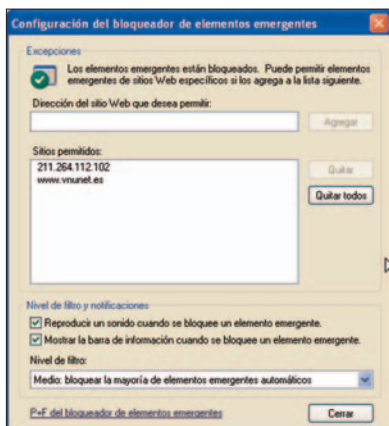 Configuración del bloqueador de elementos emergentes
Excepciones
Los elementos emergentes están bloqueados. Puede permitir elementos
emergentes de sitios Web específicos si los agrega a la lista siguiente.
Dirección del sitio Web que desea permitir:
Agregar
Sitios permitidos:
211.264.112.102
www.vnunet.es
Quitar
Quitar todos
Nivel de filtro y notificaciones
Reproducir un sonido cuando se bloquee un elemento emergente.
Mostrar la barra de información cuando se bloquee un elemento emergente.
Nivel de filtro:
Medio: bloquear la mayoría de elementos emergentes automáticos
P+F del bloqueador de elementos emergentes
Cerrar